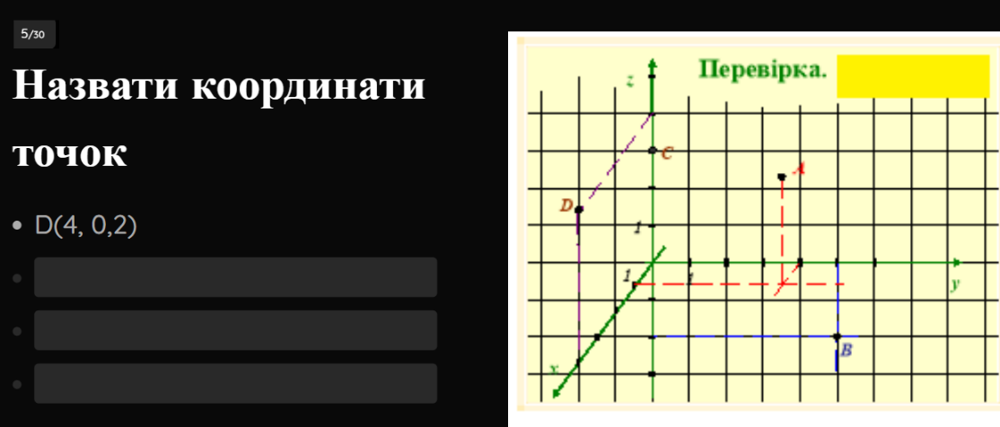 5/30
Назвати координати
точок
• D(4, 0,2)
Перевірка.
z
C
A
D
1
1
1
y
B
x